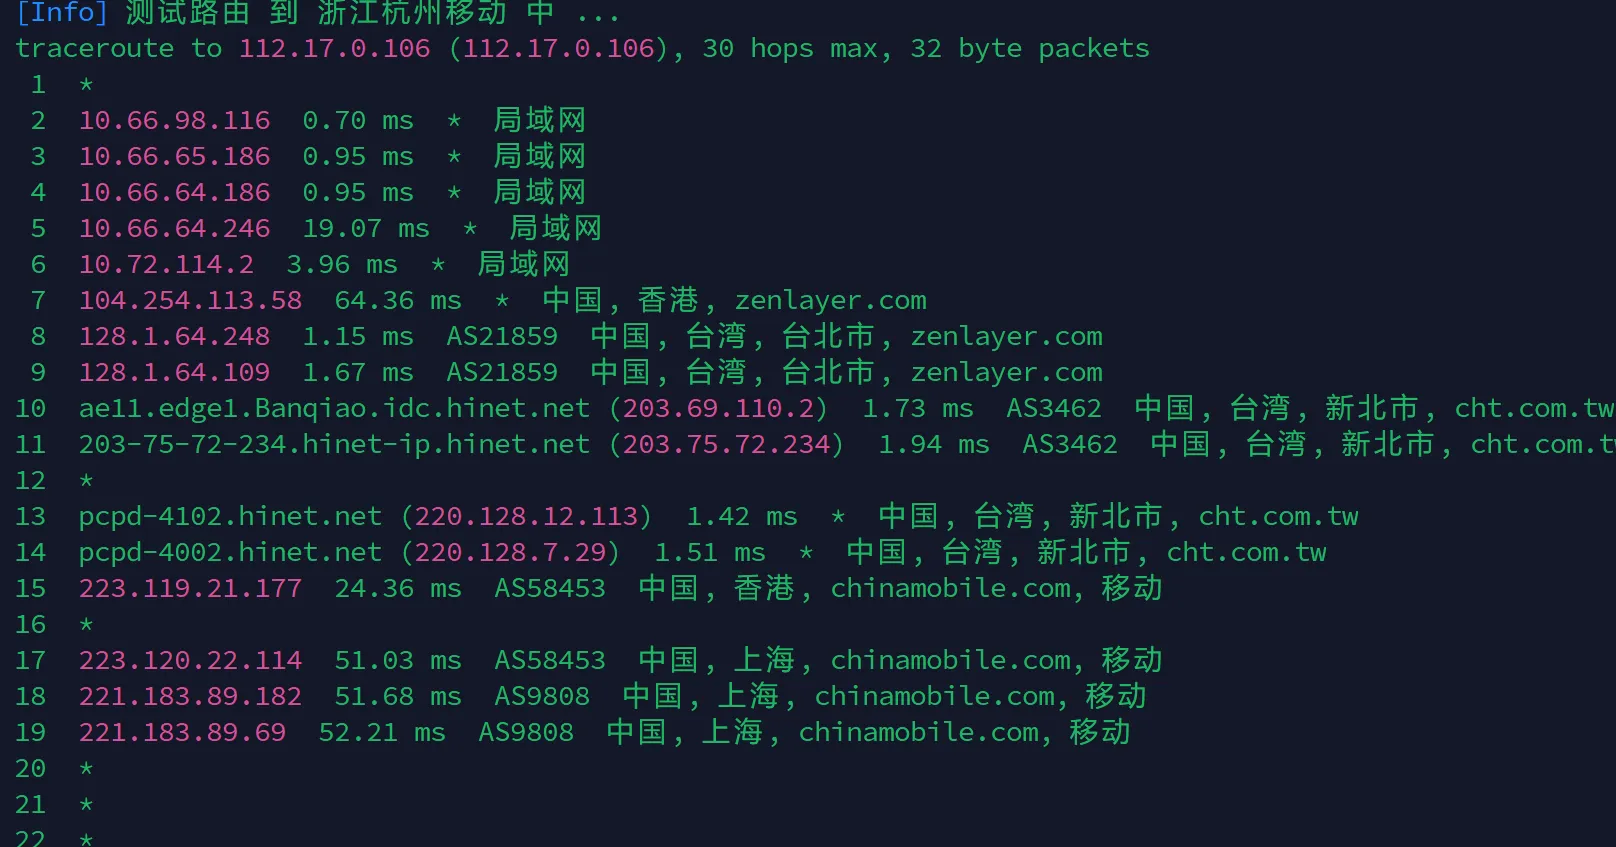 [Info] 测试路由 到 浙江杭州移动 中 ...
traceroute to 112.17.0.106 (112.17.0.106), 30 hops max, 32 byte packets
1 *
2 10.66.98.116 0.70 ms * 局域网
3 10.66.65.186 0.95 ms * 局域网
4 10.66.64.186 0.95 ms * 局域网
5 10.66.64.246 19.07 ms * 局域网
6 10.72.114.2 3.96 ms * 局域网
7 104.254.113.58 64.36 ms * 中国, 香港, zenlayer.com
8 128.1.64.248 1.15 ms AS21859 中国, 台湾, 台北市, zenlayer.com
9 128.1.64.109 1.67 ms AS21859 中国, 台湾, 台北市, zenlayer.com
10 ae11.edge1.Banqiao.idc.hinet.net (203.69.110.2) 1.73 ms AS3462 中国, 台湾, 新北市, cht.com.tw
11 203-75-72-234.hinet-ip.hinet.net (203.75.72.234) 1.94 ms AS3462 中国, 台湾, 新北市, cht.com.t
12 *
13 pcpd-4102.hinet.net (220.128.12.113) 1.42 ms * 中国, 台湾, 新北市, cht.com.tw
14 pcpd-4002.hinet.net (220.128.7.29) 1.51 ms * 中国, 台湾, 新北市, cht.com.tw
15 223.119.21.177 24.36 ms AS58453 中国, 香港, chinamobile.com, 移动
16 *
17 223.120.22.114 51.03 ms AS58453 中国, 上海, chinamobile.com, 移动
18 221.183.89.182 51.68 ms AS9808 中国, 上海, chinamobile.com, 移动
19 221.183.89.69 52.21 ms AS9808 中国, 上海, chinamobile.com, 移动
20 *
21 *
22 *